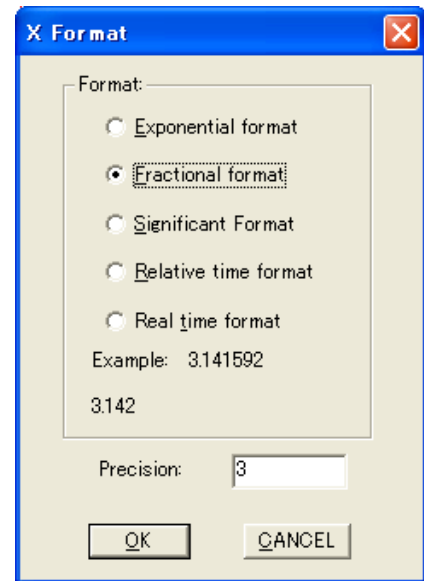 X Format
Format:
Exponential format
Fractional format
Significant Format
Relative time format
Real time format
Example: 3.141592
3.142
Precision: 3
OK CANCEL